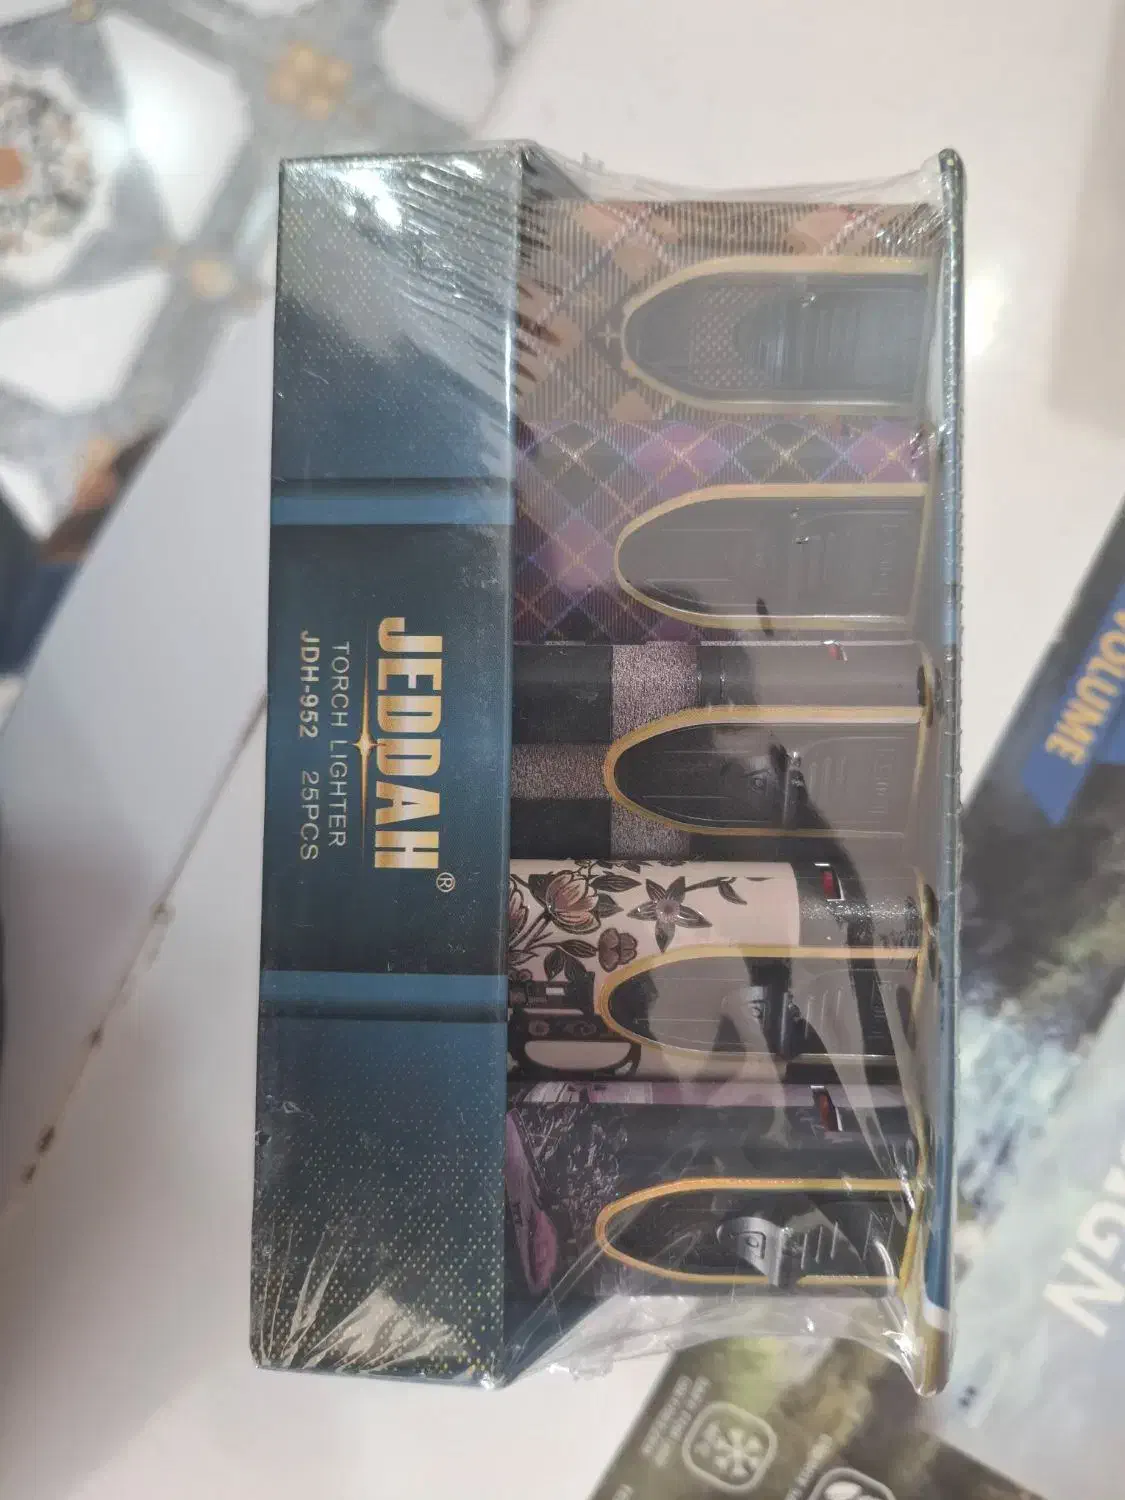 JEDDAH®
TORCH LIGHTER
JDH-952 25PCS
VOLUME